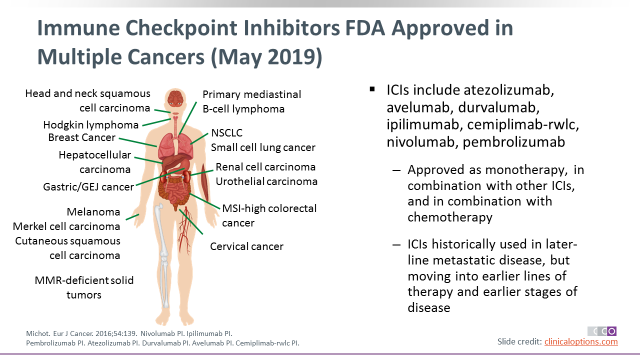 Immune Checkpoint Inhibitors FDA Approved in
Multiple Cancers (May 2019)
Head and neck squamous
cell carcinoma
Hodgkin lymphoma
Breast Cancer
Hepatocellular
carcinoma
Gastric/GEJ cancer
Melanoma
Merkel cell carcinoma
Cutaneous squamous
cell carcinoma
MMR-deficient solid
tumors
Primary mediastinal
B-cell lymphoma
NSCLC
Small cell lung cancer
Renal cell carcinoma
Urothelial carcinoma
MSI-high colorectal
cancer
Cervical cancer
▪ ICIs include atezolizumab,
avelumab, durvalumab,
ipilimumab, cemiplimab-rwlc,
nivolumab, pembrolizumab
– Approved as monotherapy, in
combination with other ICIs,
and in combination with
chemotherapy
– ICIs historically used in later-
line metastatic disease, but
moving into earlier lines of
therapy and earlier stages of
disease
Michot. Eur J Cancer. 2016;54:139. Nivolumab PI. Ipilimumab PI.
Pembrolizumab PI. Atezolizumab PI. Durvalumab PI. Avelumab PI. Cemiplimab-rwlc PI.
CCO
Slide credit: clinicaloptions.com